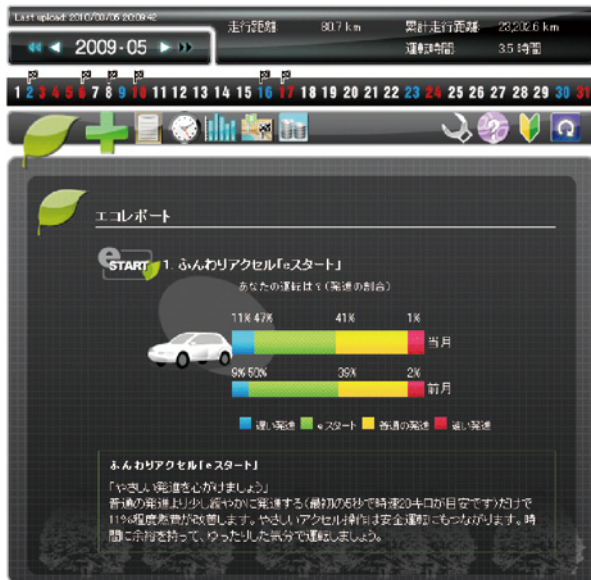 Last upload: 2010/08/05 20:09:42
走行距離 80.7 km 累計走行距離 23,202.6 km
2009・05
運転時間 3.5 時間
1 2 3 4 5 6 7 8 9 10 11 12 13 14 15 16 17 18 19 20 21 22 23 24 25 26 27 28 29 30 31
エコレポート
eSTART 1. ふんわりアクセル「eスタート」
あなたの運転は?(発進の割合)
11% 47% 41% 1%
当月
9% 50% 39% 2%
前月
遅い発進 eスタート 普通の発進 速い発進
ふんわりアクセル「eスタート」
「やさしい発進を心がけましょう」
普通の発進より少し緩やかに発進する(最初の5秒で時速20キロが目安です)だけで
11%程度燃費が改善します。やさしいアクセル操作は安全運転にもつながります。時
間に余裕を持って、ゆったりした気分で運転しましょう。